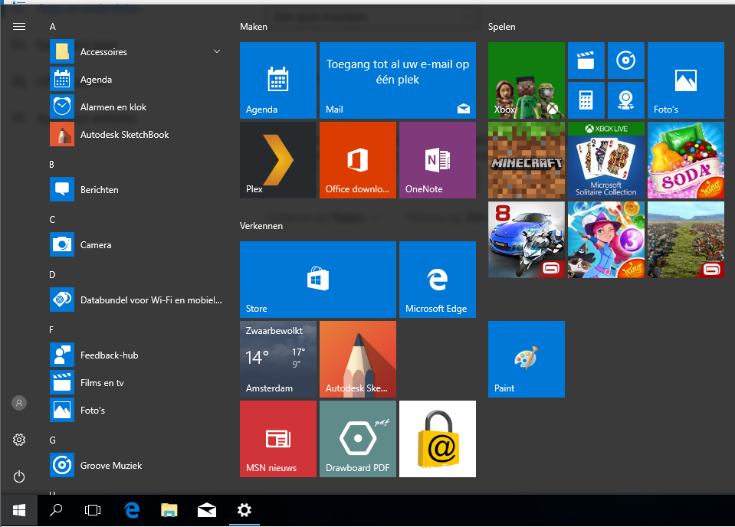 A
Accessoires
Agenda
Alarmen en klok
Autodesk SketchBook
B
Berichten
C
Camera
D
Databundel voor Wi-Fi en mobiel...
F
Feedback-hub
Films en tv
Foto's
G
Groove Muziek
Maken
Agenda
Toegang tot al uw e-mail op
één plek
Mail
Plex
Office downlo...
OneNote
Verkennen
Store
Microsoft Edge
Zwaarbewolkt
14° 17°
9°
Amsterdam
Autodesk Ske...
MSN nieuws
pdf
Drawboard PDF
@
Spelen
Xbox
Foto's
MINECRAFT
XBOX LIVE
Microsoft
Solitaire Collection
SODA
King
8
3
King
Paint